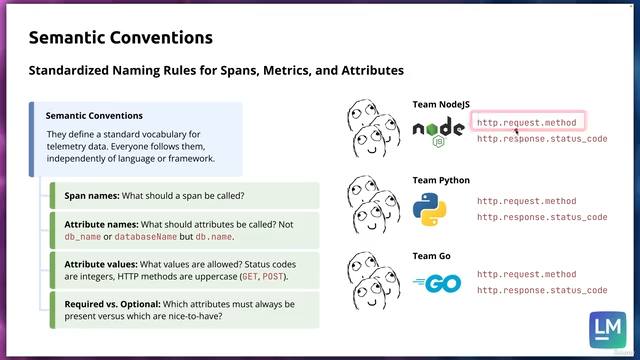 Semantic Conventions
Standardized Naming Rules for Spans, Metrics, and Attributes
Semantic Conventions
They define a standard vocabulary for
telemetry data. Everyone follows them,
independently of language or framework.
Span names: What should a span be called?
Attribute names: What should attributes be called? Not
db_name or databaseName but db.name.
Attribute values: What values are allowed? Status codes
are integers, HTTP methods are uppercase (GET, POST).
Required vs. Optional: Which attributes must always be
present versus which are nice-to-have?
Team NodeJS
node
JS
http.request.method
http.response.status_code
Team Python
http.request.method
http.response.status_code
Team Go
GO
http.request.method
http.response.status_code
LM